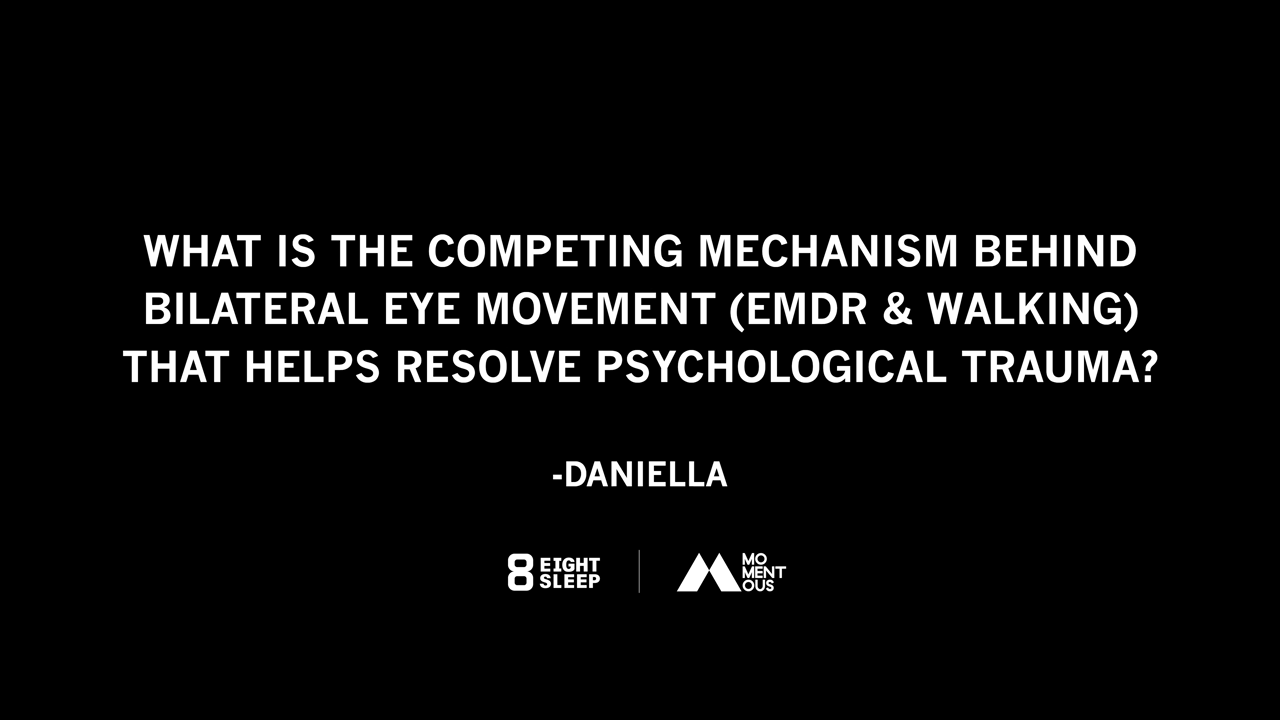 WHAT IS THE COMPETING MECHANISM BEHIND
BILATERAL EYE MOVEMENT (EMDR & WALKING)
THAT HELPS RESOLVE PSYCHOLOGICAL TRAUMA?
-DANIELLA
8 EIGHT
SLEEP
MO
MENT
OUS